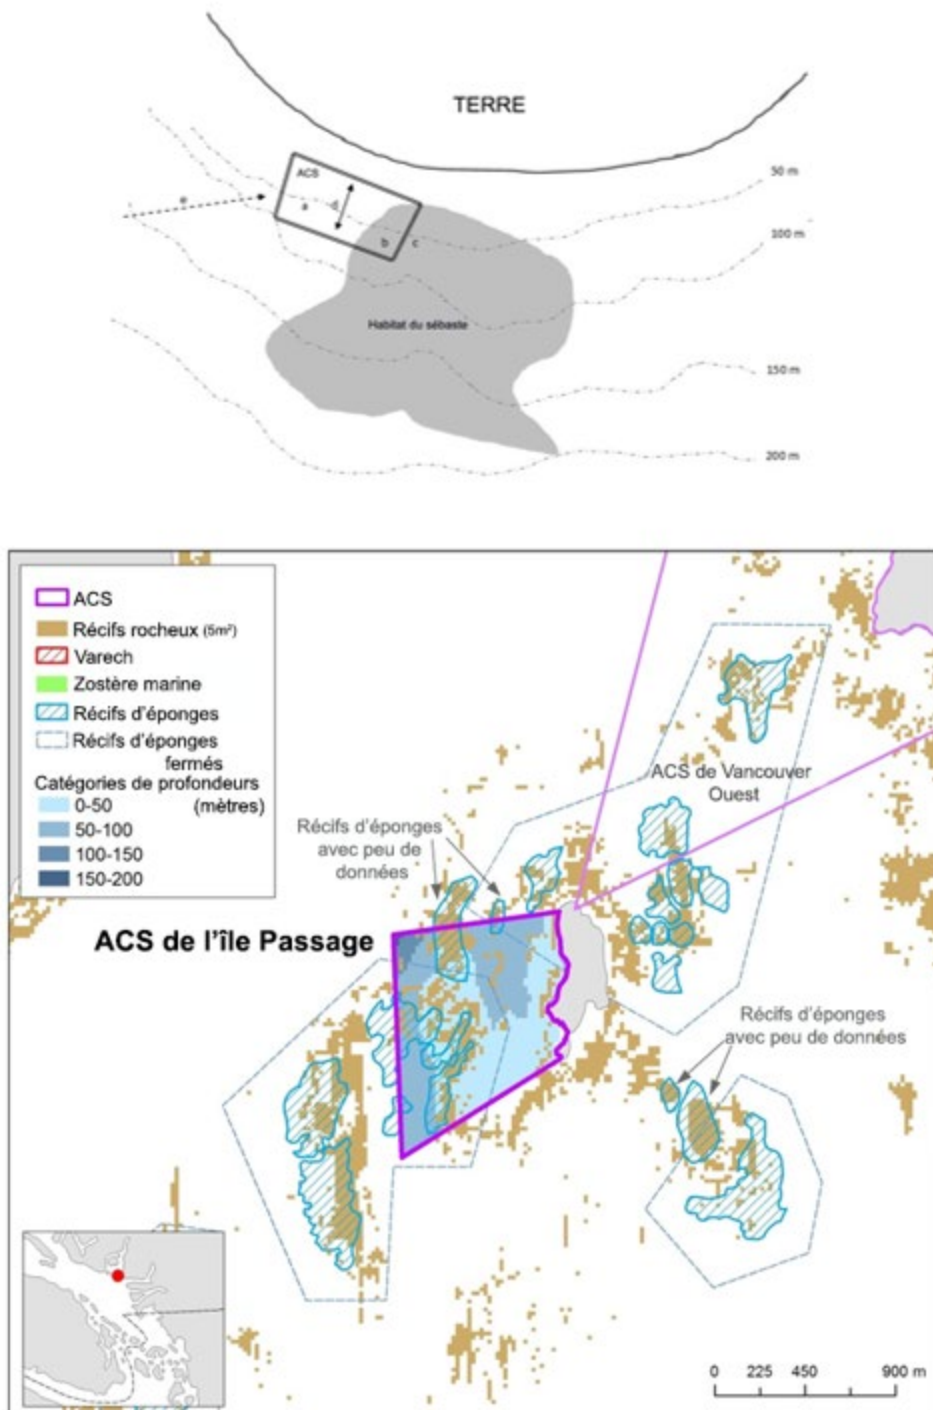 TERRE
ACS
50 m
e
a
d
b
c
100 m
Habitat du sébaste
150 m
200 m
ACS
Récifs rocheux (5m²)
Varech
Zostère marine
Récifs d'éponges
Récifs d'éponges
fermés
Catégories de profondeurs
(mètres)
0-50
50-100
100-150
150-200
ACS de Vancouver
Ouest
Récifs d'éponges
avec peu de
données
ACS de l'île Passage
Récifs d'éponges
avec peu de données
0 225 450 900 m